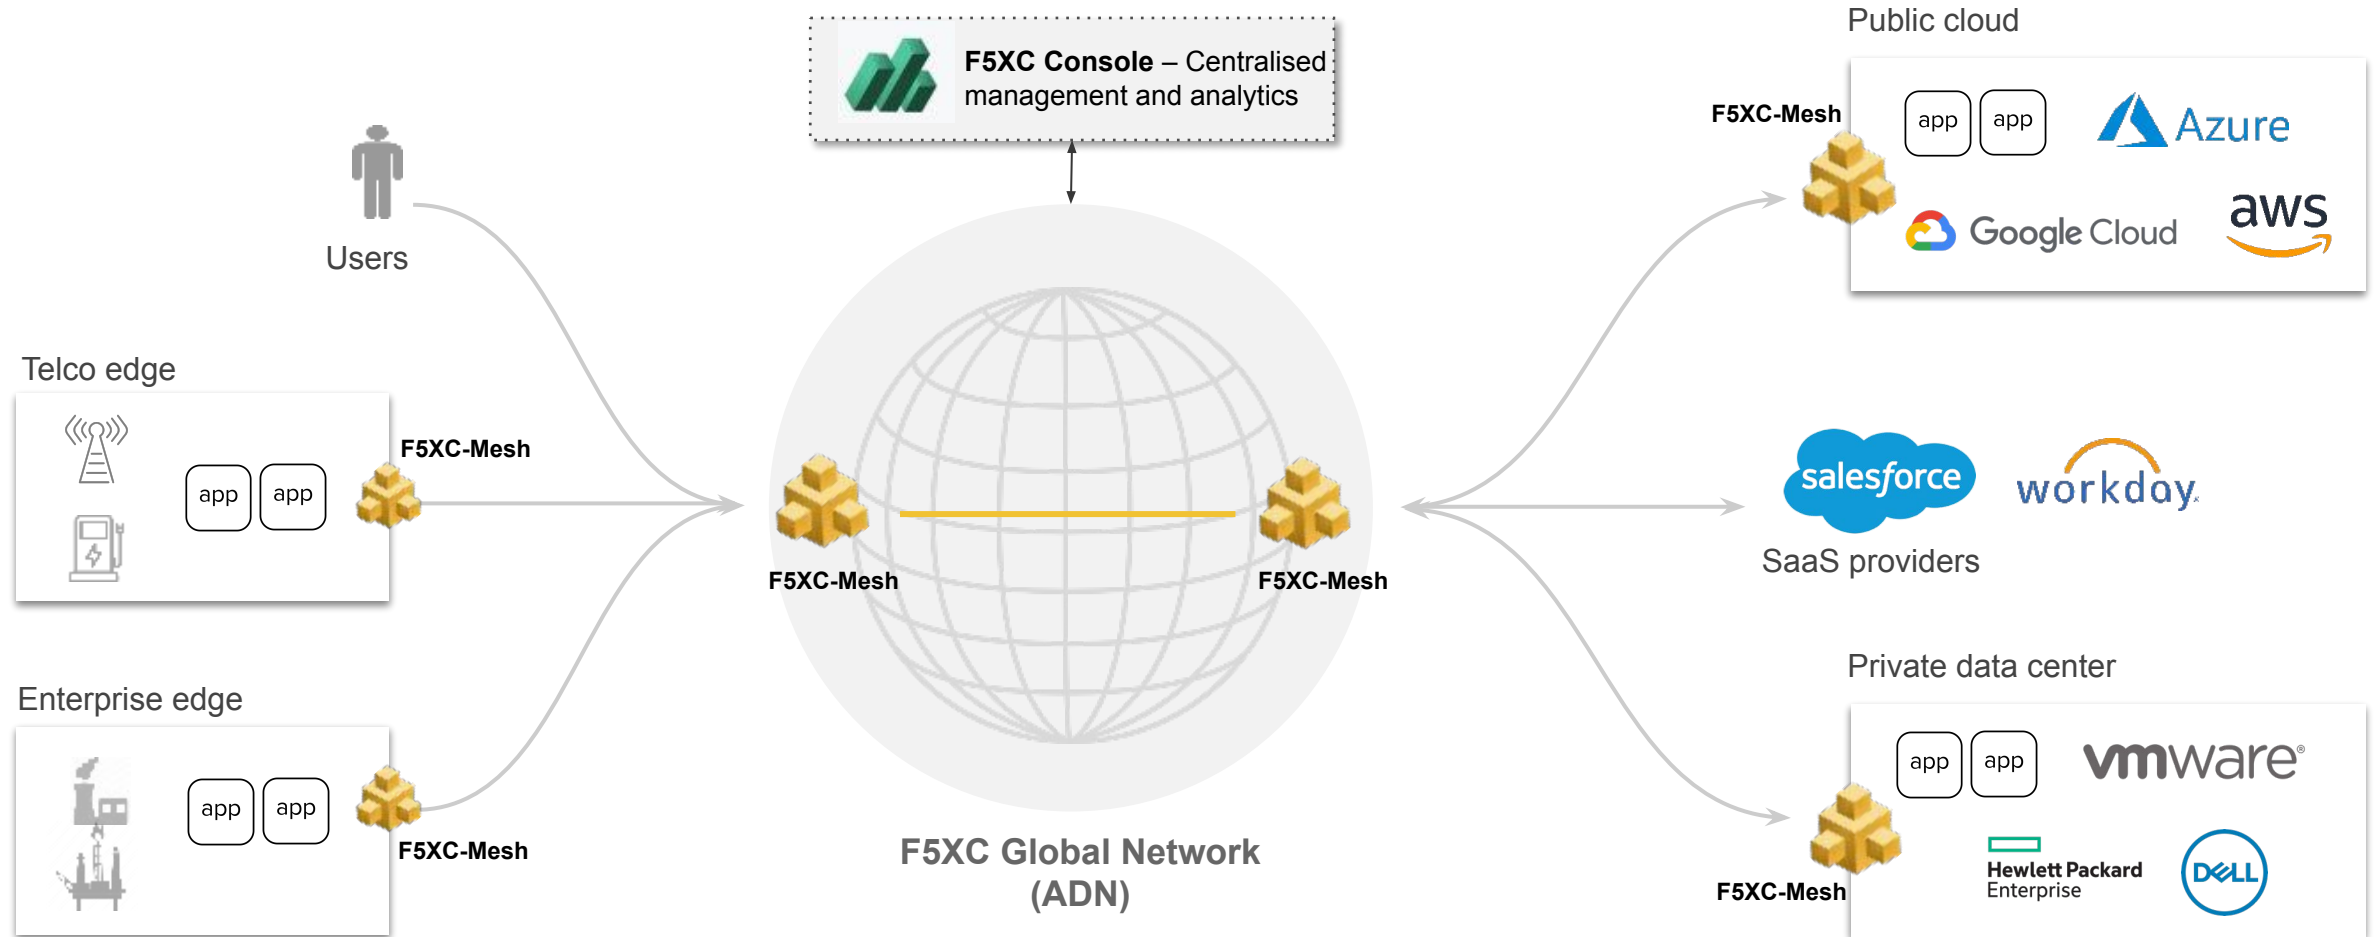 F5XC Console – Centralised
management and analytics
Public cloud
F5XC-Mesh
app app
Azure
Google Cloud
aws
Users
Telco edge
F5XC-Mesh
app app
F5XC-Mesh
F5XC-Mesh
salesforce
workday.
SaaS providers
Enterprise edge
app app
F5XC-Mesh
F5XC Global Network
(ADN)
Private data center
app app
vmware®
F5XC-Mesh
Hewlett Packard
Enterprise
DELL